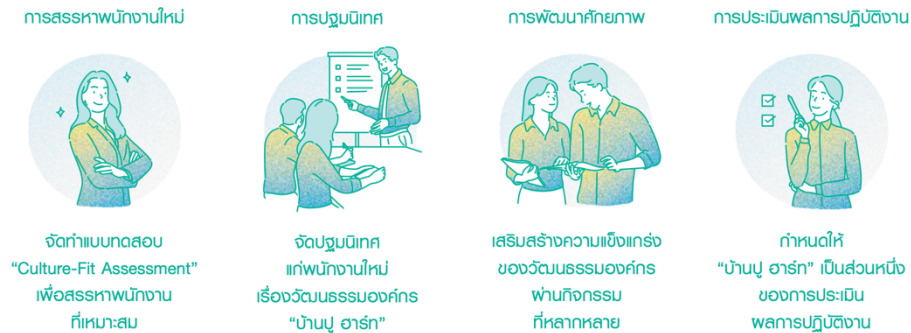 การสรรหาพนักงานใหม่
จัดทำแบบทดสอบ
“Culture-Fit Assessment”
เพื่อสรรหาพนักงาน
ที่เหมาะสม
การปฐมนิเทศ
จัดปฐมนิเทศ
แก่พนักงานใหม่
เรื่องวัฒนธรรมองค์กร
“บ้านปู ฮาร์ท”
การพัฒนาศักยภาพ
เสริมสร้างความแข็งแกร่ง
ของวัฒนธรรมองค์กร
ผ่านกิจกรรม
ที่หลากหลาย
การประเมินผลการปฏิบัติงาน
กำหนดให้
“บ้านปู ฮาร์ท” เป็นส่วนหนึ่ง
ของการประเมิน
ผลการปฏิบัติงาน